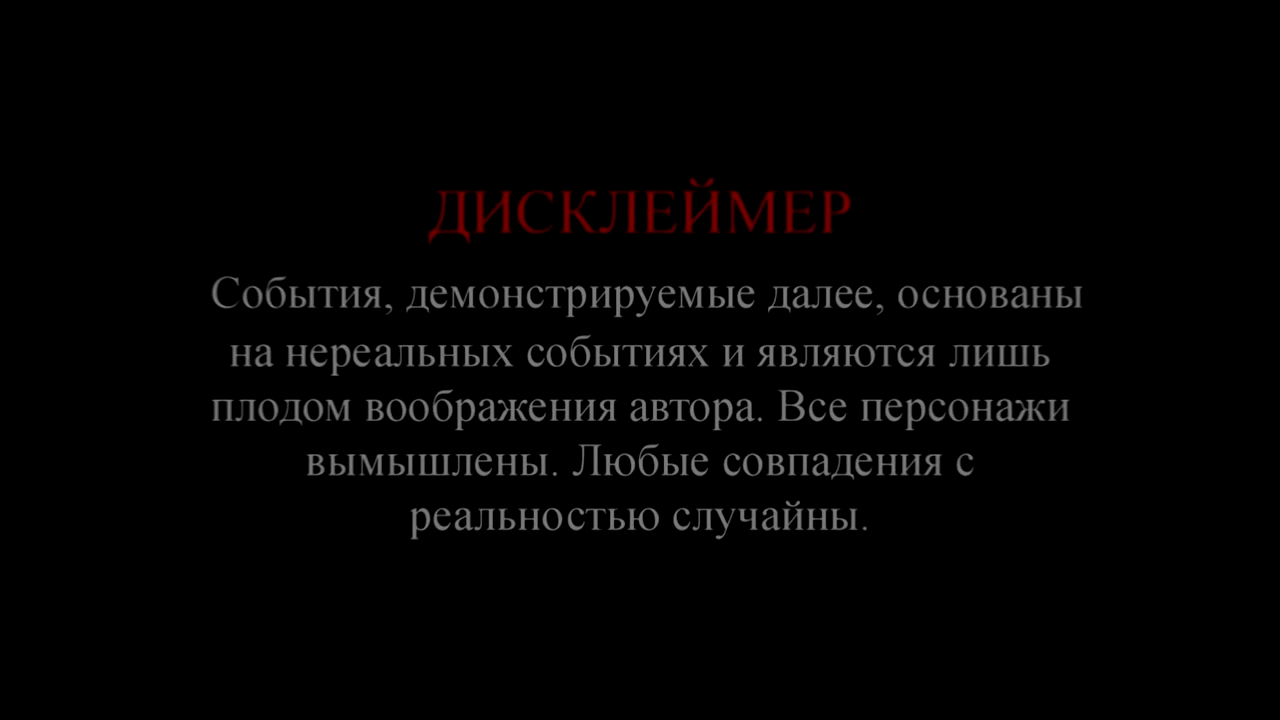 ДИСКЛЕЙМЕР
События, демонстрируемые далее, основаны
на нереальных событиях и являются лишь
плодом воображения автора. Все персонажи
вымышлены. Любые совпадения с
реальностью случайны.